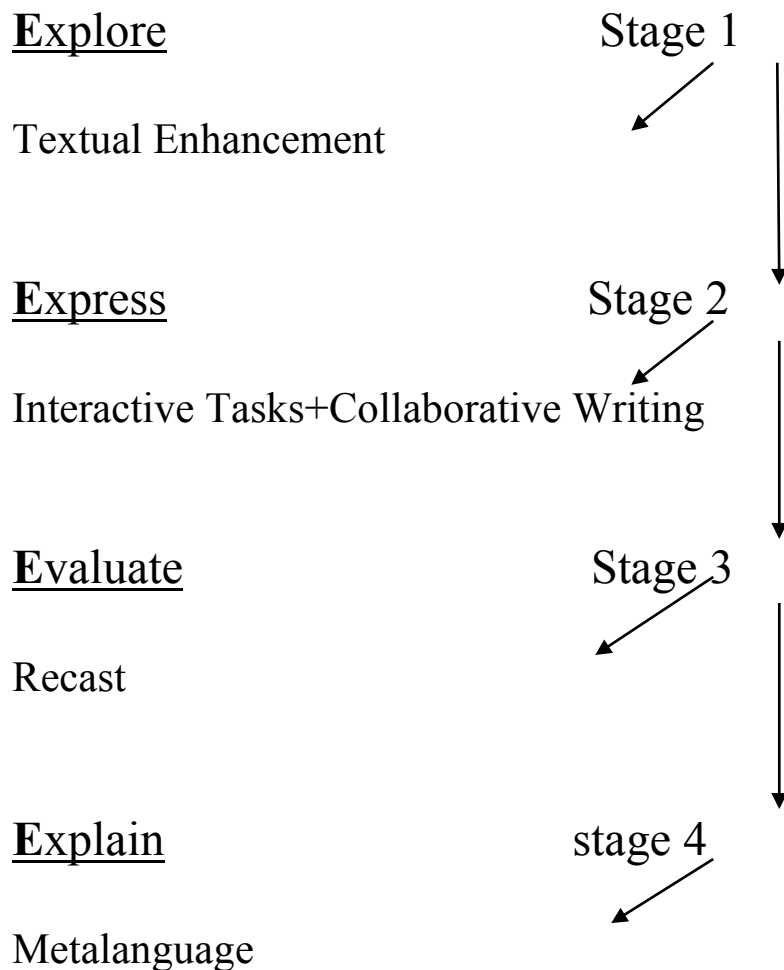 Explore Stage 1
Textual Enhancement
Express Stage 2
Interactive Tasks+Collaborative Writing
Evaluate Stage 3
Recast
Explain stage 4
Metalanguage